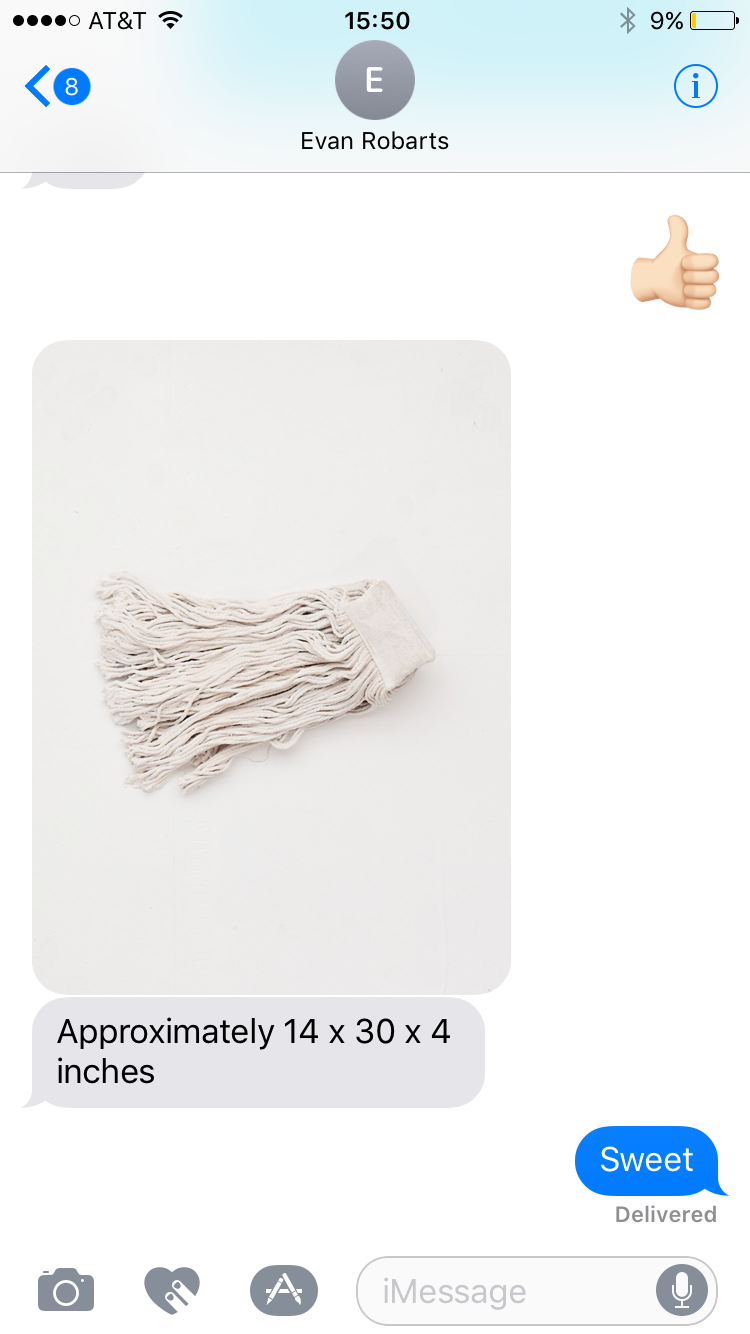 AT&T 15:50 9%
8 E i
Evan Robarts
Approximately 14 x 30 x 4
inches
Sweet
Delivered
iMessage